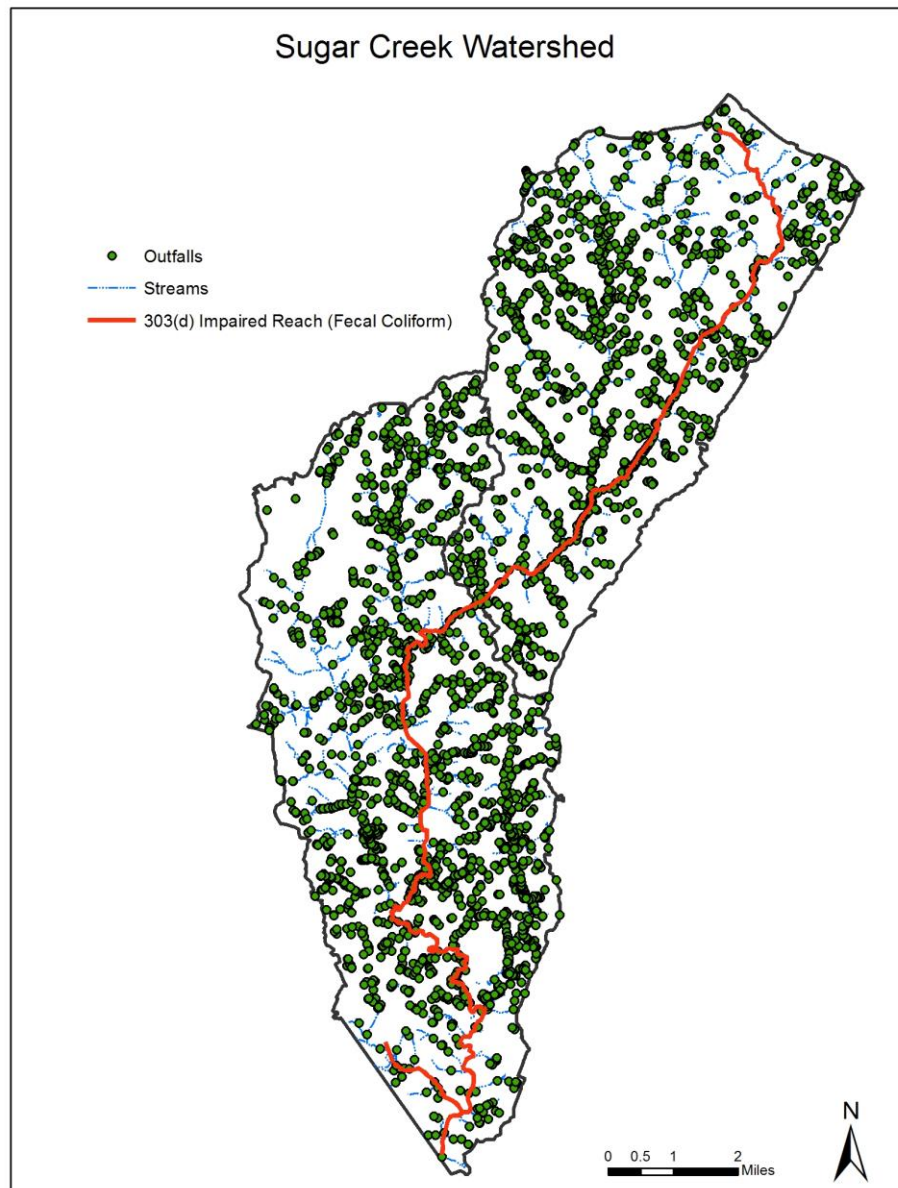 Sugar Creek Watershed
Outfalls
Streams
303(d) Impaired Reach (Fecal Coliform)
N
0 0.5 1 2
Miles